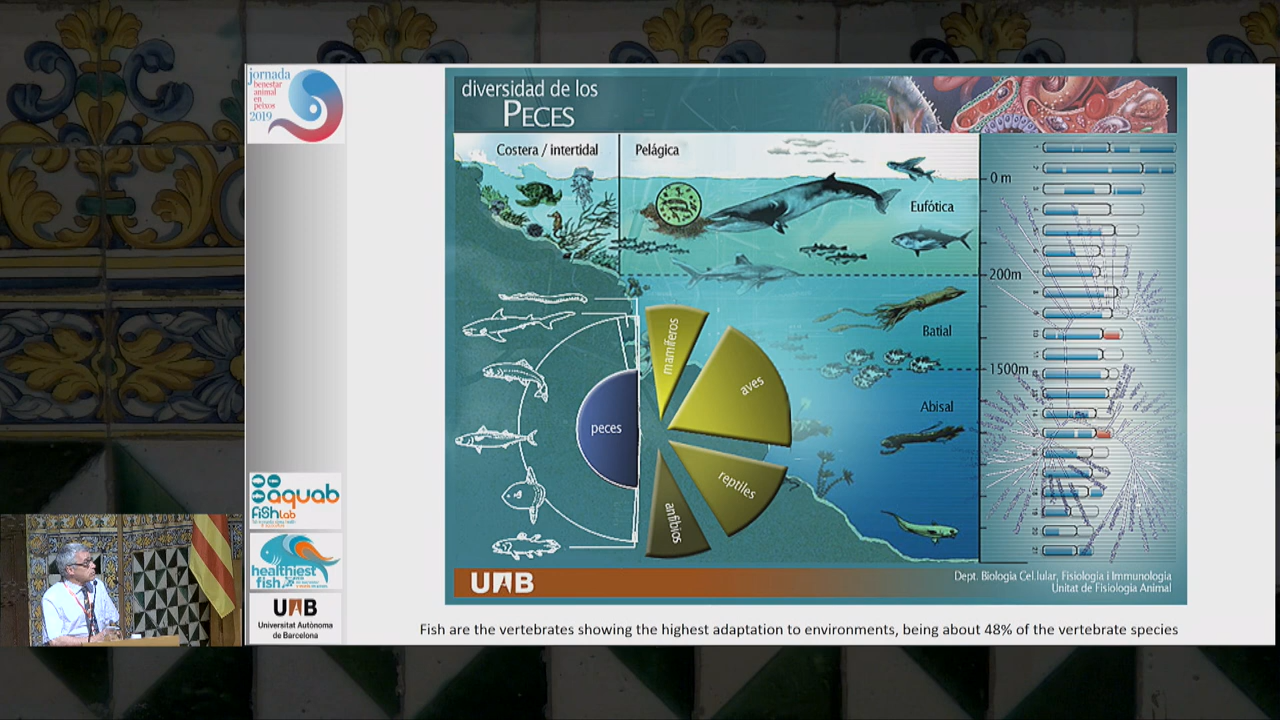 jornada
benestar
animal
en
peixos
2019
diversidad de los
PECES
Costera / intertidal
Pelágica
0 m
Eufótica
200m
Batial
1500m
Abisal
mamíferos
aves
peces
reptiles
anfibios
aquab
fishlab
healthiest
fish
UAB
Universitat Autònoma
de Barcelona
UAB
Dept. Biologia Cel.lular, Fisiologia i Immunologia
Unitat de Fisiologia Animal
Fish are the vertebrates showing the highest adaptation to environments, being about 48% of the vertebrate species